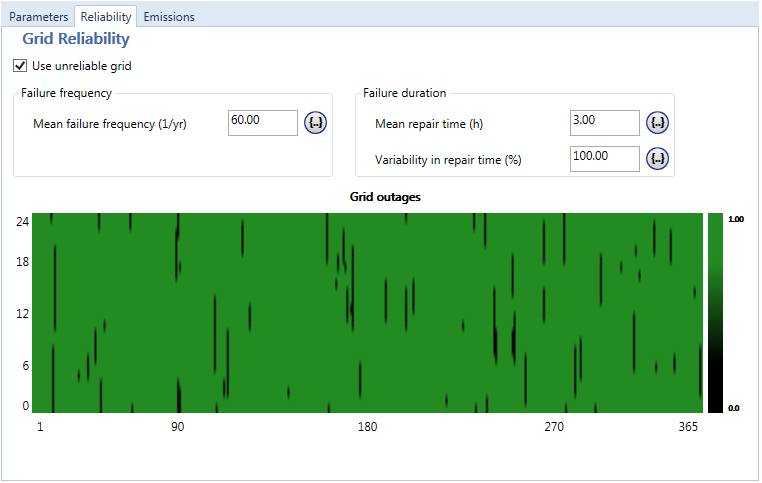 Parameters Reliability Emissions
Grid Reliability
Use unreliable grid
Failure frequency
Mean failure frequency (1/yr) 60.00 {..}
Failure duration
Mean repair time (h) 3.00 {..}
Variability in repair time (%) 100.00 {..}
Grid outages
24
18
12
6
0
1 90 180 270 365
1.00
0.0